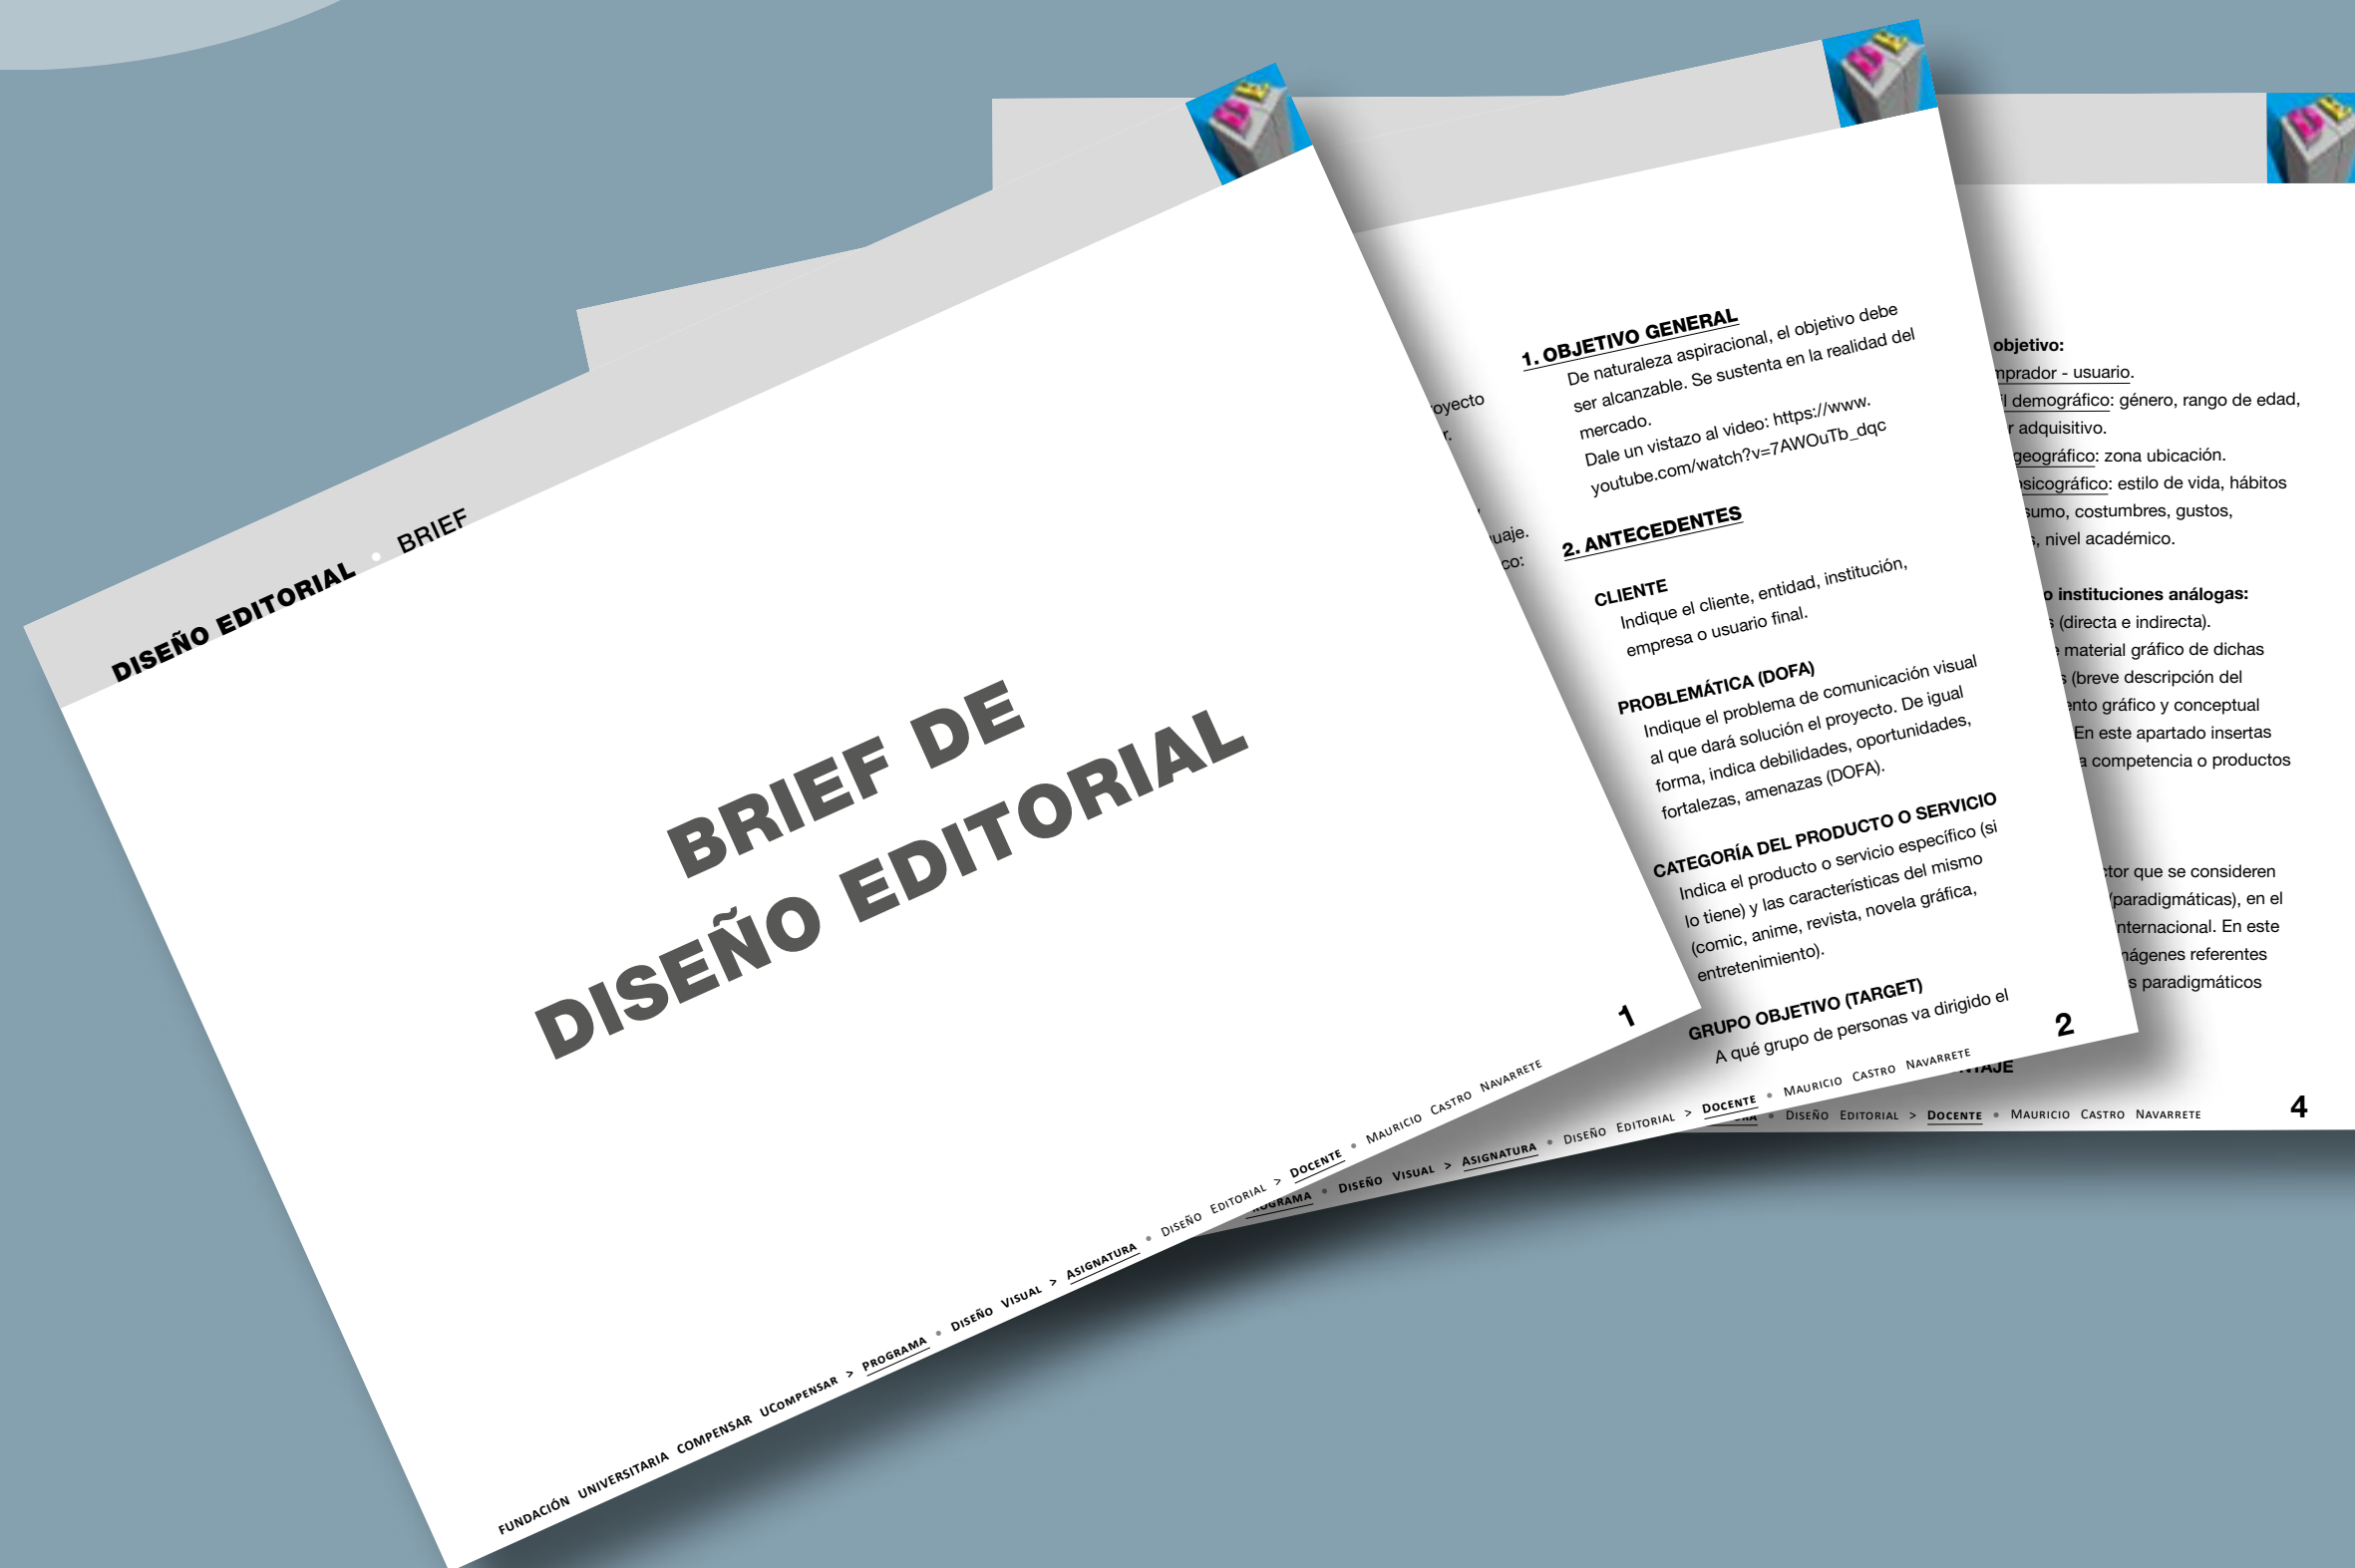 DISEÑO EDITORIAL • BRIEF
BRIEF DE
DISEÑO EDITORIAL
1
FUNDACIÓN UNIVERSITARIA COMPENSAR UCOMPENSAR > PROGRAMA • DISEÑO VISUAL > ASIGNATURA • DISEÑO EDITORIAL > DOCENTE • MAURICIO CASTRO NAVARRETE
1. OBJETIVO GENERAL
De naturaleza aspiracional, el objetivo debe
ser alcanzable. Se sustenta en la realidad del
mercado.
Dale un vistazo al video: https://www.
youtube.com/watch?v=7AWOuTb_dqc
2. ANTECEDENTES
CLIENTE
Indique el cliente, entidad, institución,
empresa o usuario final.
PROBLEMÁTICA (DOFA)
Indique el problema de comunicación visual
al que dará solución el proyecto. De igual
forma, indica debilidades, oportunidades,
fortalezas, amenazas (DOFA).
CATEGORÍA DEL PRODUCTO O SERVICIO
Indica el producto o servicio específico (si
lo tiene) y las características del mismo
(comic, anime, revista, novela gráfica,
entretenimiento).
GRUPO OBJETIVO (TARGET)
A qué grupo de personas va dirigido el
2
• DISEÑO VISUAL > ASIGNATURA • DISEÑO EDITORIAL > DOCENTE • MAURICIO CASTRO NAVARRETE
objetivo:
- usuario.
demográfico: género, rango de edad,
adquisitivo.
geográfico: zona ubicación.
estilo de vida, hábitos
costumbres, gustos,
nivel académico.
instituciones análogas:
(directa e indirecta).
material gráfico de dichas
(breve descripción del
gráfico y conceptual
En este apartado insertas
competencia o productos
que se consideren
(paradigmáticas), en el
En este
referentes
paradigmáticos
• DISEÑO EDITORIAL > DOCENTE • MAURICIO CASTRO NAVARRETE
4